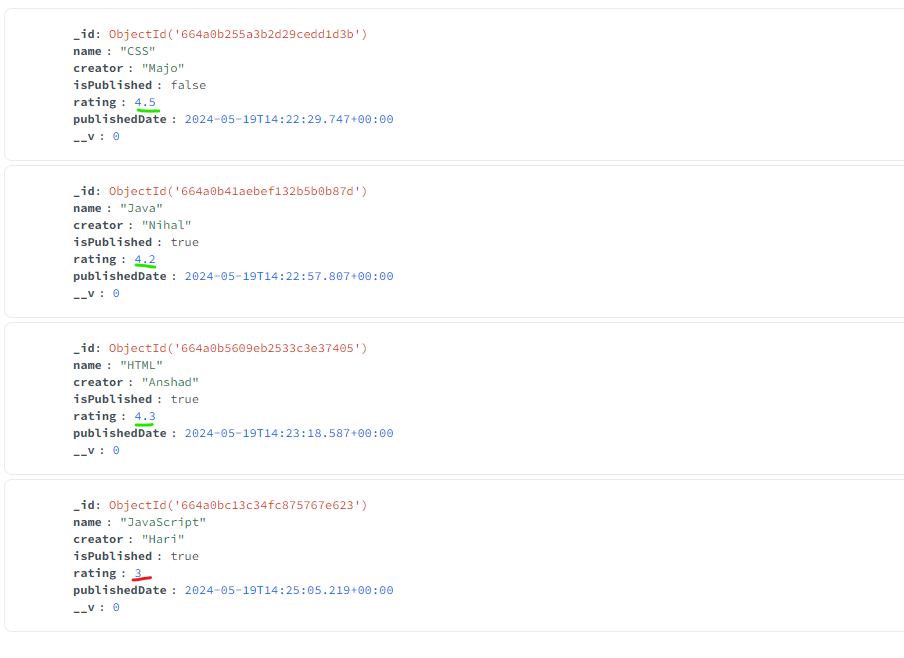 _id: ObjectId('664a0b255a3b2d29cedd1d3b')
name : "CSS"
creator : "Majo"
isPublished : false
rating : 4.5
publishedDate : 2024-05-19T14:22:29.747+00:00
__v : 0
_id: ObjectId('664a0b41aebef132b5b0b87d')
name : "Java"
creator : "Nihal"
isPublished : true
rating : 4.2
publishedDate : 2024-05-19T14:22:57.807+00:00
__v : 0
_id: ObjectId('664a0b5609eb2533c3e37405')
name : "HTML"
creator : "Anshad"
isPublished : true
rating : 4.3
publishedDate : 2024-05-19T14:23:18.587+00:00
__v : 0
_id: ObjectId('664a0bc13c34fc875767e623')
name : "JavaScript"
creator : "Hari"
isPublished : true
rating : 3
publishedDate : 2024-05-19T14:25:05.219+00:00
__v : 0